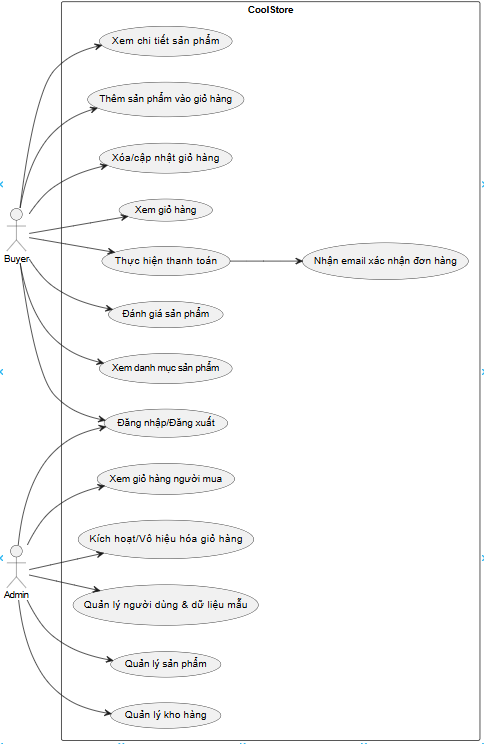 CoolStore
Xem chi tiết sản phẩm
Thêm sản phẩm vào giỏ hàng
Xóa/cập nhật giỏ hàng
Xem giỏ hàng
Buyer
Thực hiện thanh toán
Nhận email xác nhận đơn hàng
Đánh giá sản phẩm
Xem danh mục sản phẩm
Đăng nhập/Đăng xuất
Xem giỏ hàng người mua
Kích hoạt/Vô hiệu hóa giỏ hàng
Admin
Quản lý người dùng & dữ liệu mẫu
Quản lý sản phẩm
Quản lý kho hàng